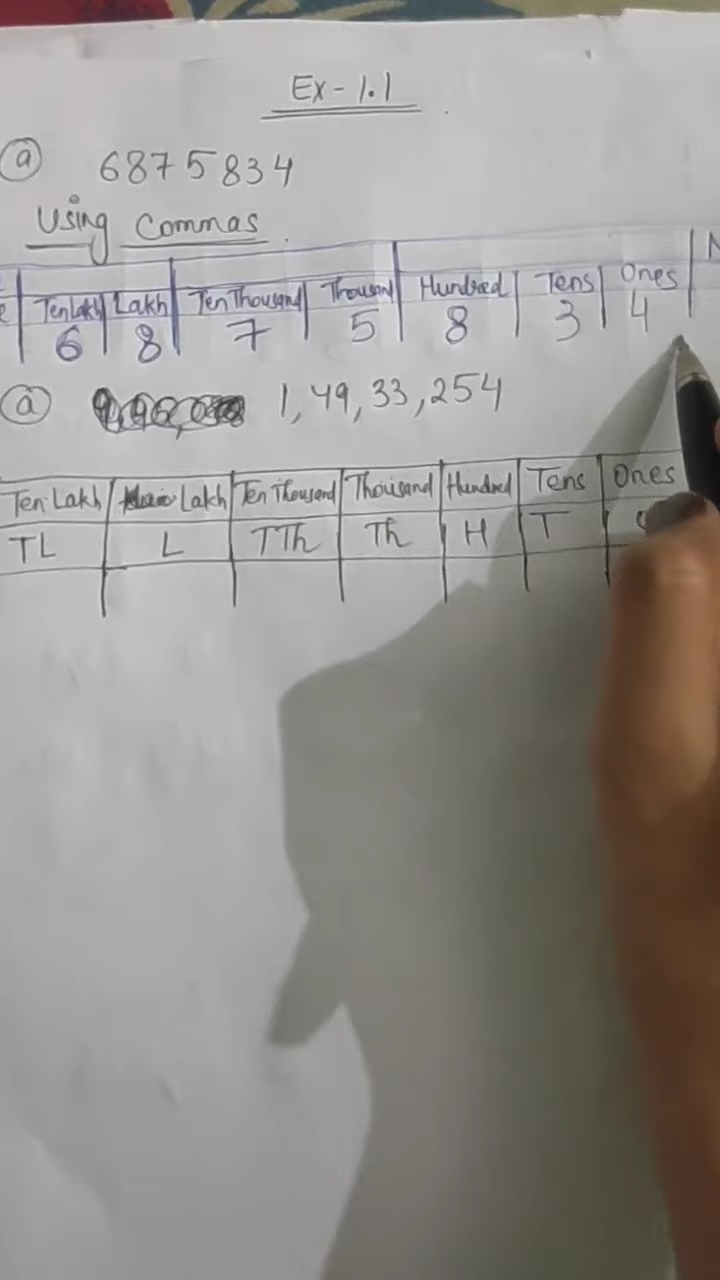 Ex - 1.1
(a) 6875834
Using Commas
Ten Lakh Lakh Ten Thousand Thousand Hundred Tens Ones
6 8 7 5 8 3 4
(a) 1,49,33,254
Ten Lakh Lakh Ten Thousand Thousand Hundred Tens Ones
TL L TTh Th H T